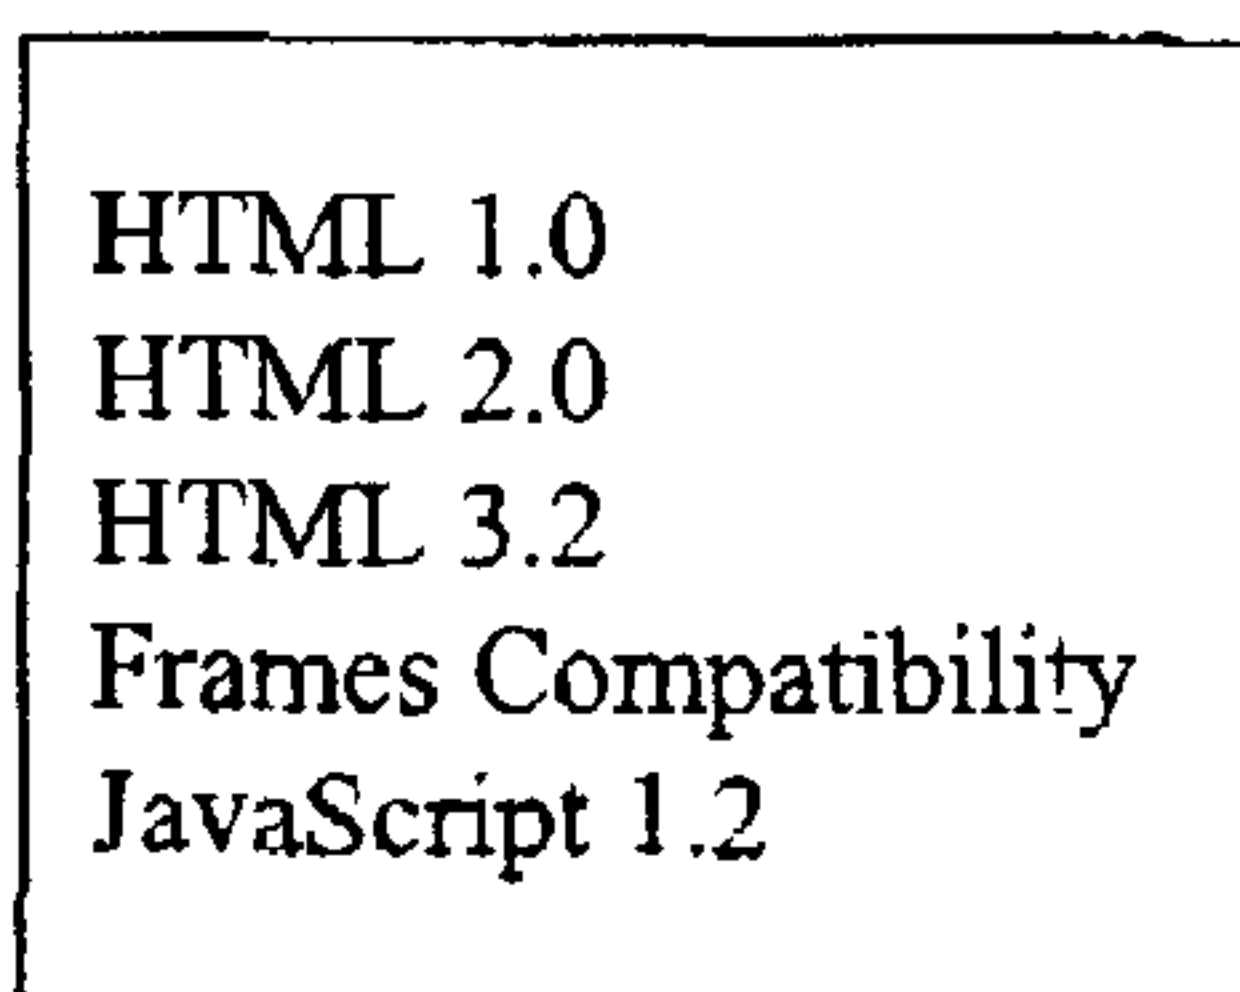 HTML 1.0
HTML 2.0
HTML 3.2
Frames Compatibility
JavaScript 1.2